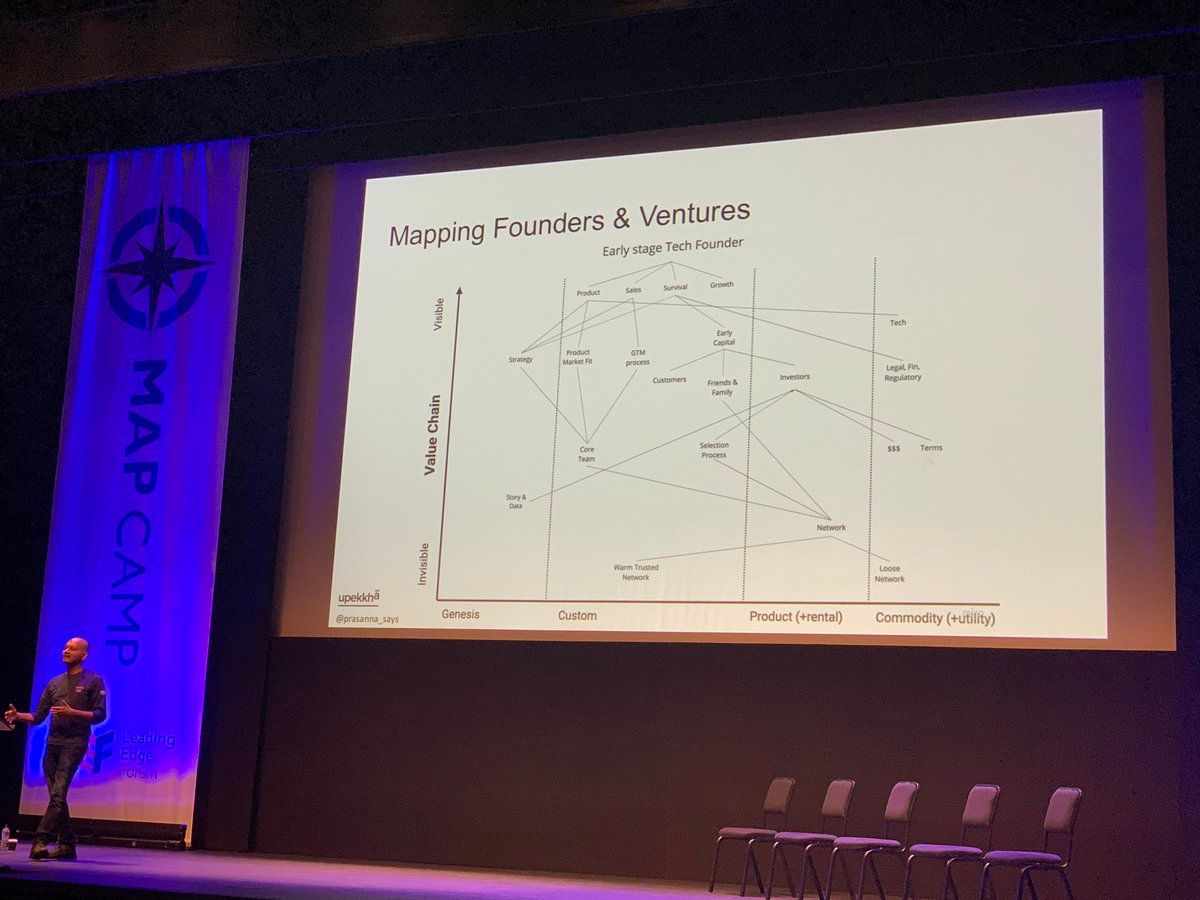 MAP CAMP
Leading
Edge
Forum
Mapping Founders & Ventures
Early stage Tech Founder
Product
Sales
Survival
Growth
Visible
Tech
Strategy
Product
Market Fit
GTM
process
Early
Capital
Customers
Friends &
Family
Investors
Legal, Fin,
Regulatory
Value Chain
Core
Team
Selection
Process
$$$
Terms
Story &
Data
Network
Invisible
Warm Trusted
Network
Loose
Network
upekkhā
@prasanna_says
Genesis
Custom
Product (+rental)
Commodity (+utility)